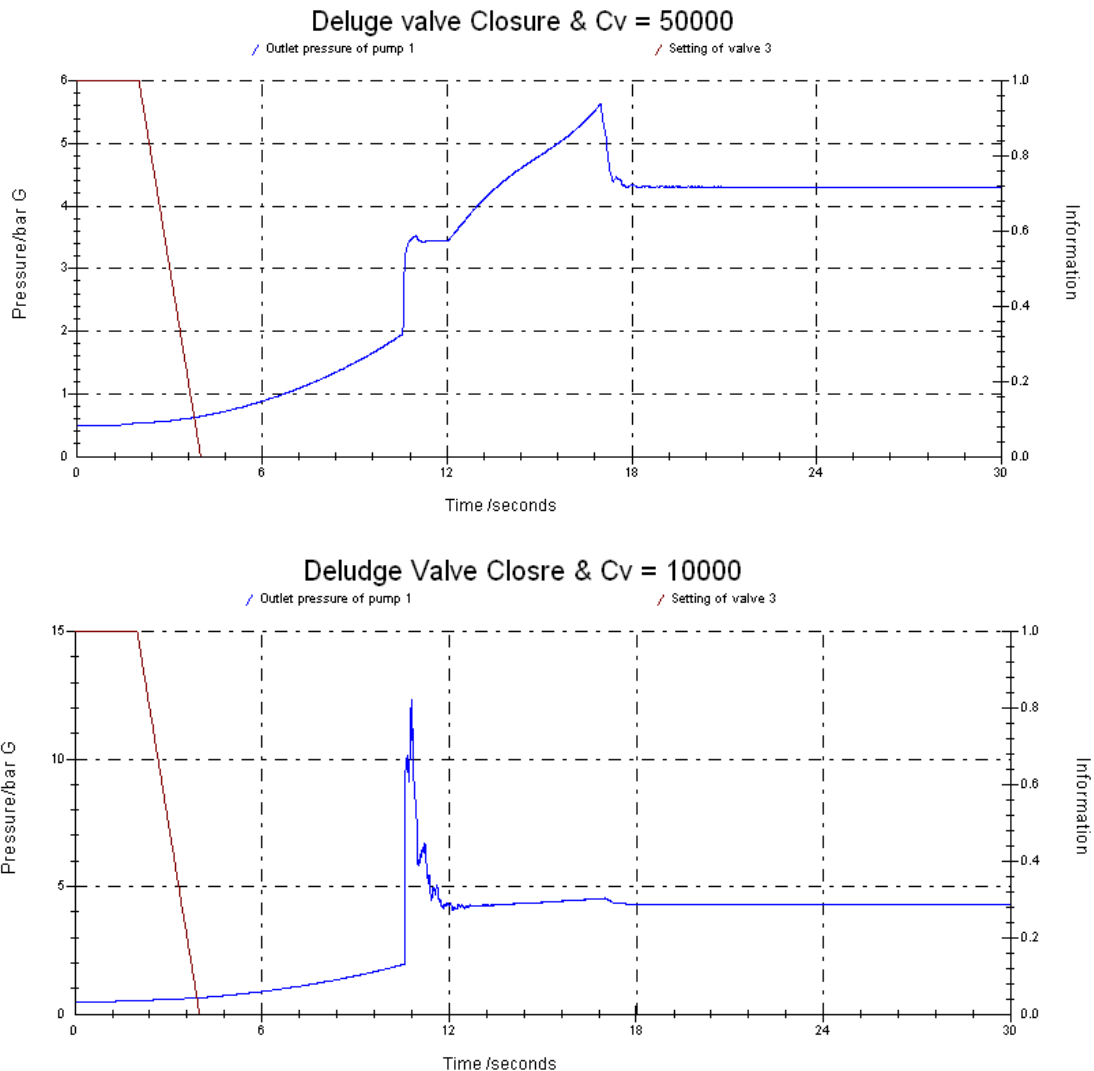 Deluge valve Closure & Cv = 50000
Outlet pressure of pump 1 Setting of valve 3
6 1.0
5 0.8
4 0.6
3
2 0.4
1 0.2
0 0.0
0 6 12 18 24 30
Pressure/bar G
Information
Time /seconds
Deludge Valve Closre & Cv = 10000
Outlet pressure of pump 1 Setting of valve 3
15 1.0
0.8
10 0.6
5 0.4
0.2
0 0.0
0 6 12 18 24 30
Pressure/bar G
Information
Time /seconds